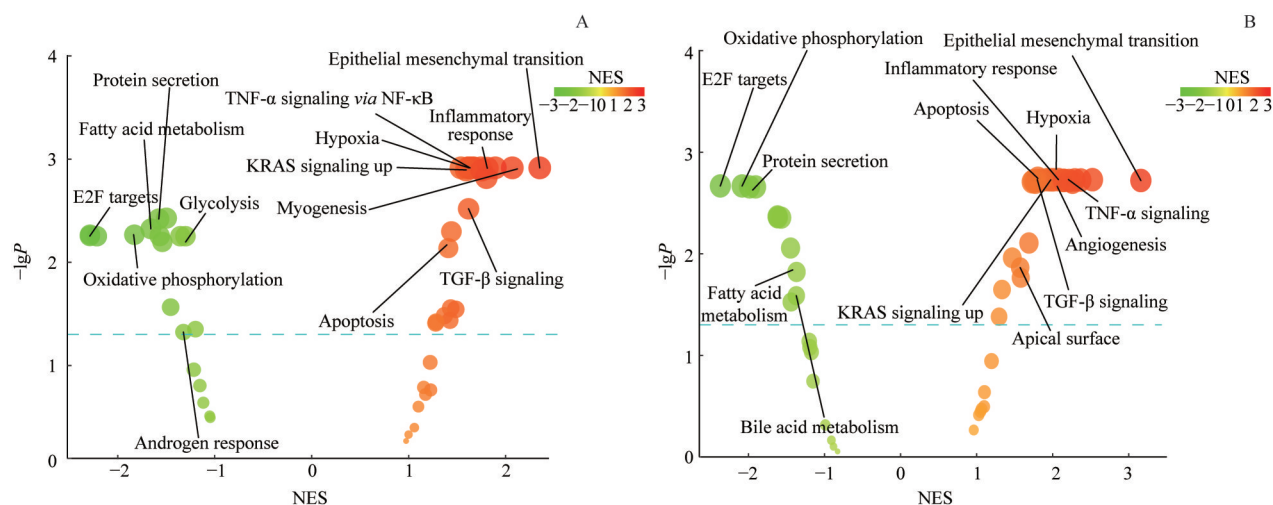 A
Epithelial mesenchymal transition
Protein secretion
NES
−3−2−10 1 2 3
TNF-α signaling via NF-κB
Fatty acid metabolism
Hypoxia
Inflammatory
response
KRAS signaling up
E2F targets
Glycolysis
Myogenesis
Oxidative phosphorylation
TGF-β signaling
Apoptosis
Androgen response
−lgP
4
3
2
1
0
−2
−1
0
1
2
NES
B
Oxidative phosphorylation
Epithelial mesenchymal transition
Inflammatory response
E2F targets
NES
−3−2−10 1 2 3
Apoptosis
Hypoxia
Protein secretion
TNF-α signaling
Angiogenesis
Fatty acid
metabolism
KRAS signaling up
TGF-β signaling
Apical surface
Bile acid metabolism
−lgP
4
3
2
1
0
−2
−1
0
1
2
3
NES